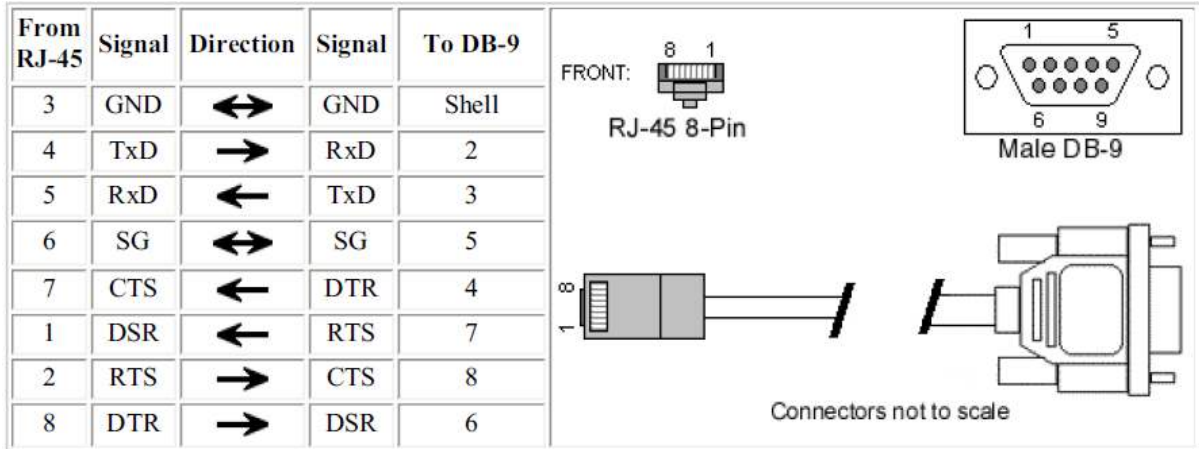 From RJ-45 Signal Direction Signal To DB-9
3 GND GND Shell
4 TxD RxD 2
5 RxD TxD 3
6 SG SG 5
7 CTS DTR 4
1 DSR RTS 7
2 RTS CTS 8
8 DTR DSR 6
FRONT:
8 1
RJ-45 8-Pin
1 5
6 9
Male DB-9
8
1
Connectors not to scale